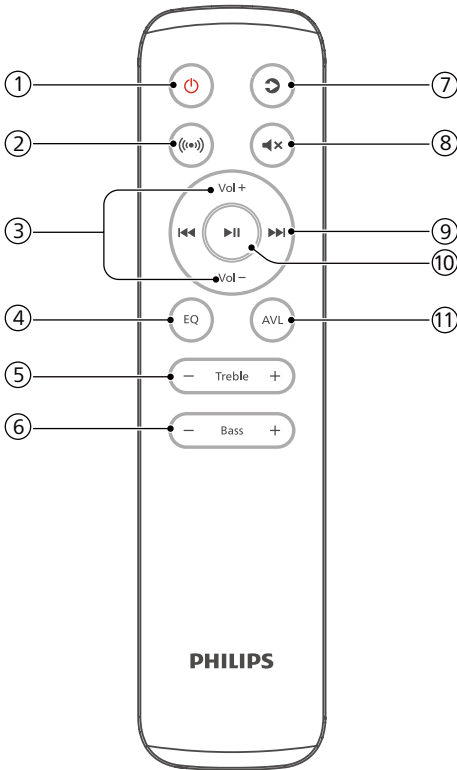 ① ⑦
② ⑧
Vol +
③ ⑨
⑩
Vol −
④ EQ AVL ⑪
⑤ − Treble +
⑥ − Bass +
PHILIPS